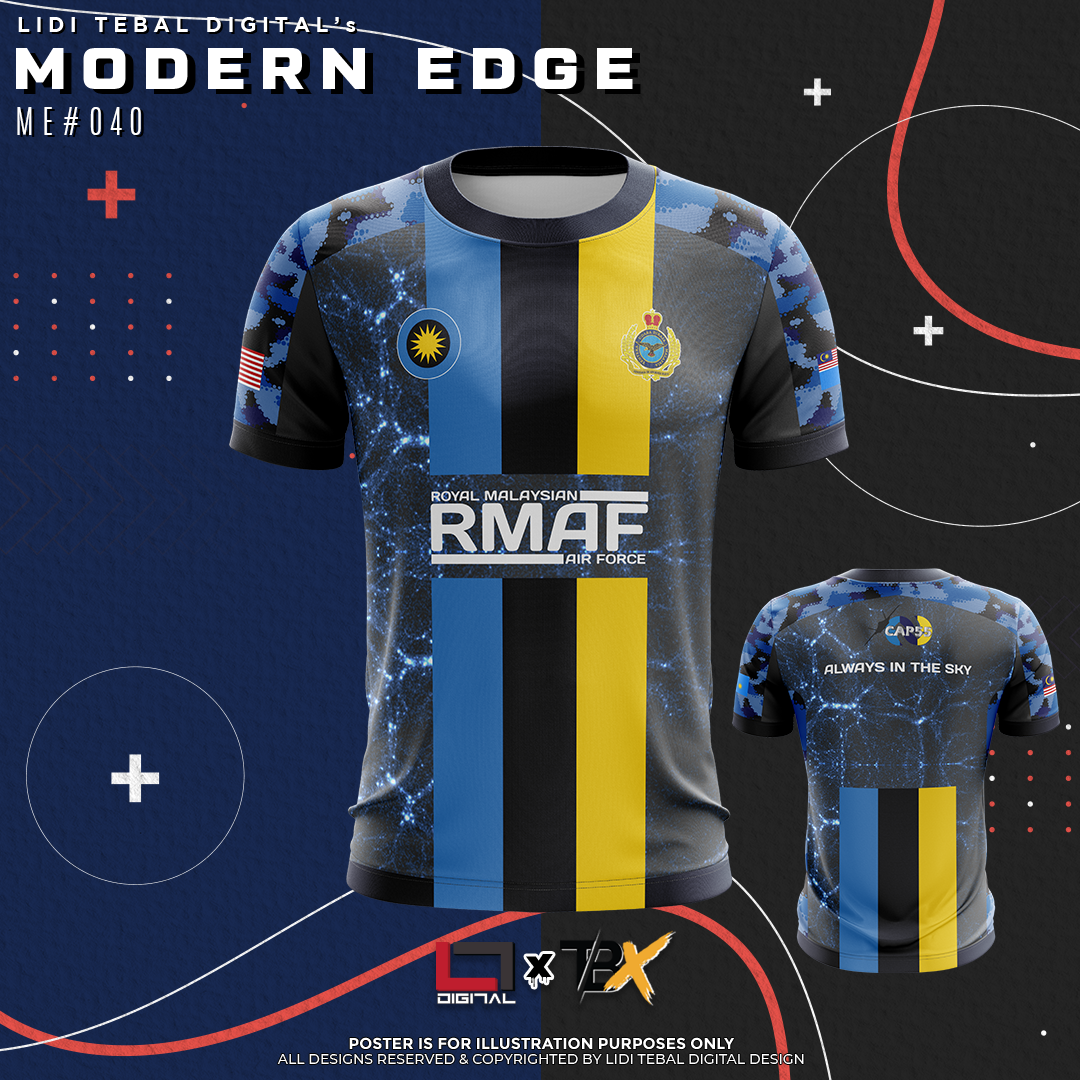 LIDI TEBAL DIGITAL's
MODERN EDGE
ME#040
ROYAL MALAYSIAN
RMAF
AIR FORCE
CAP55
ALWAYS IN THE SKY
DIGITAL
X
TBX
POSTER IS FOR ILLUSTRATION PURPOSES ONLY
ALL DESIGNS RESERVED & COPYRIGHTED BY LIDI TEBAL DIGITAL DESIGN